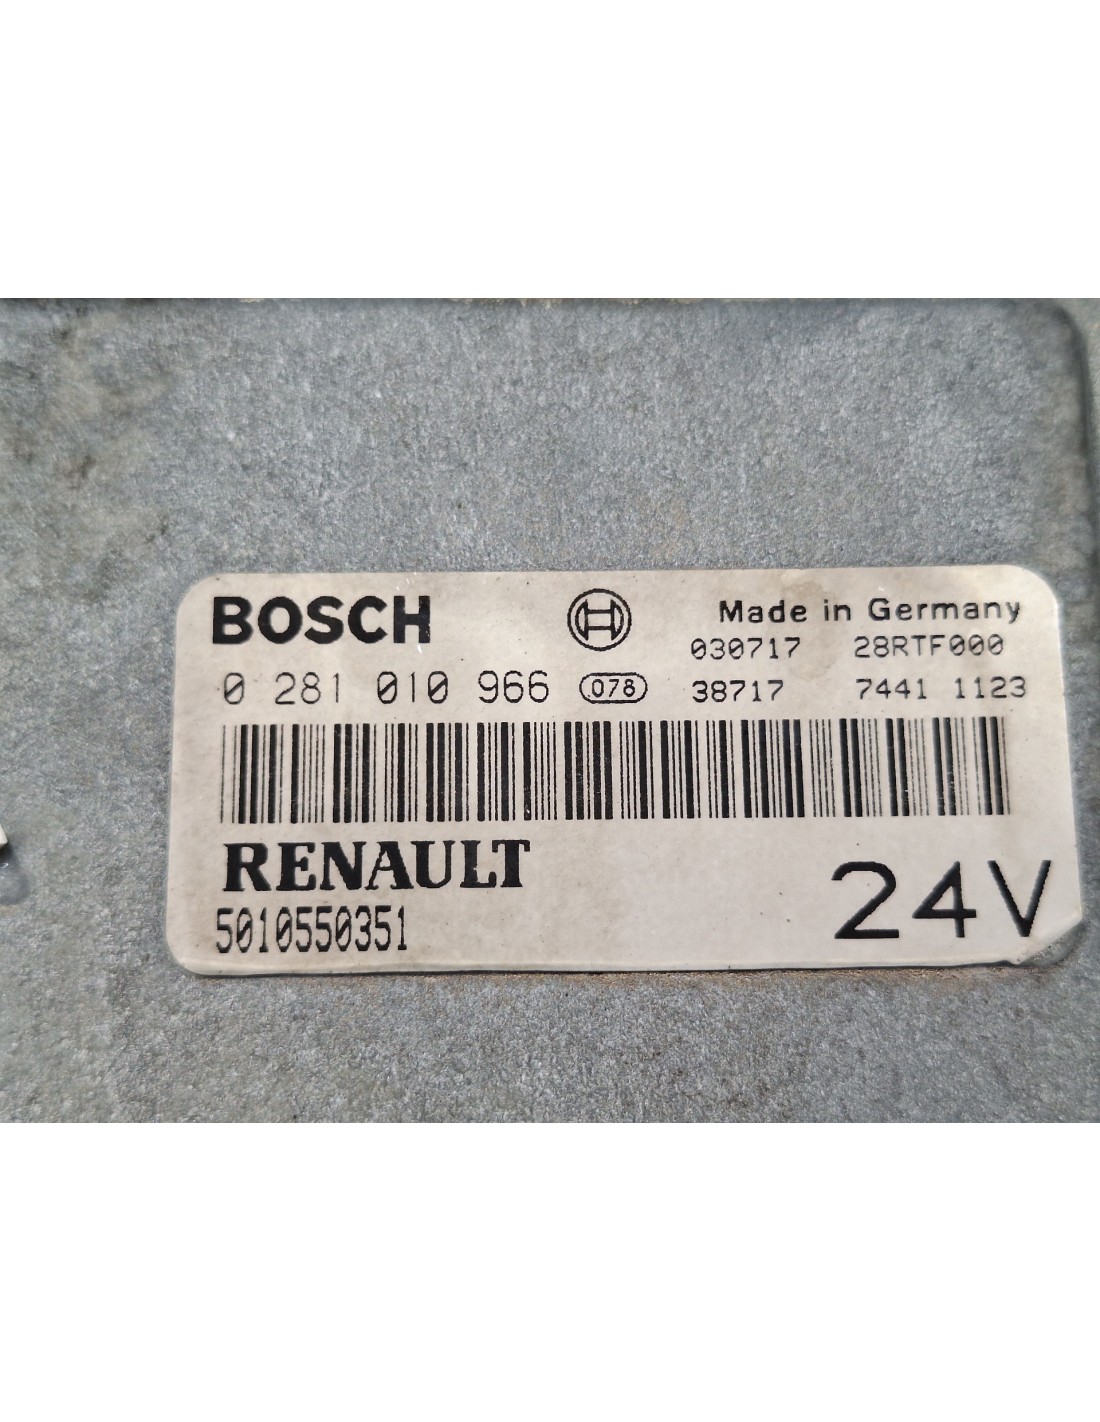 BOSCH Made in Germany
030717 28RTF000
0 281 010 966 078 38717 7441 1123
RENAULT
5010550351
24V